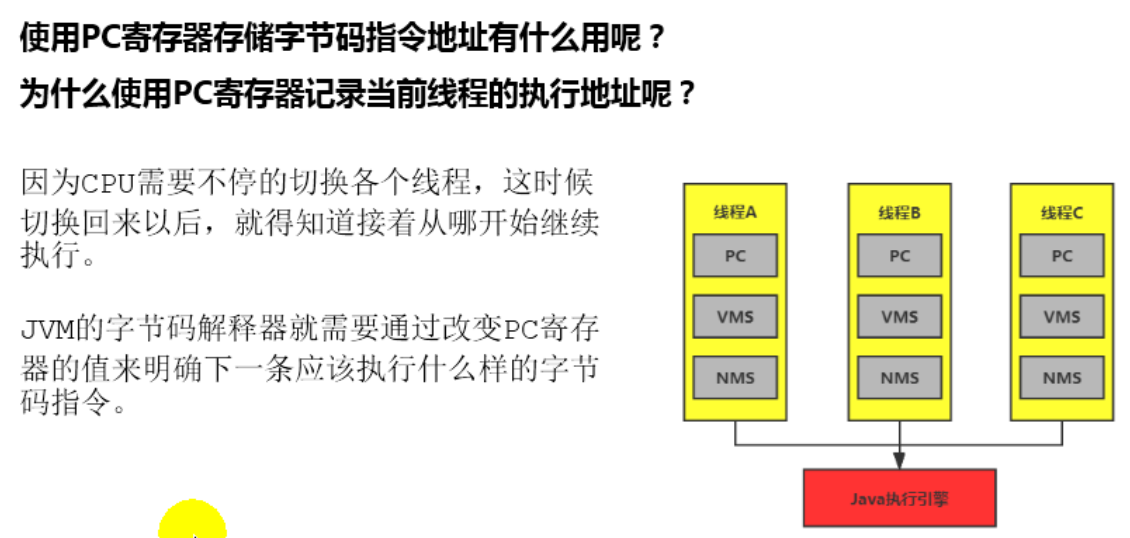 使用PC寄存器存储字节码指令地址有什么用呢？
为什么使用PC寄存器记录当前线程的执行地址呢？
因为CPU需要不停的切换各个线程，这时候
切换回来以后，就得知道接着从哪开始继续
执行。
JVM的字节码解释器就需要通过改变PC寄存
器的值来明确下一条应该执行什么样的字节
码指令。
线程A
PC
VMS
NMS
线程B
PC
VMS
NMS
线程C
PC
VMS
NMS
Java执行引擎